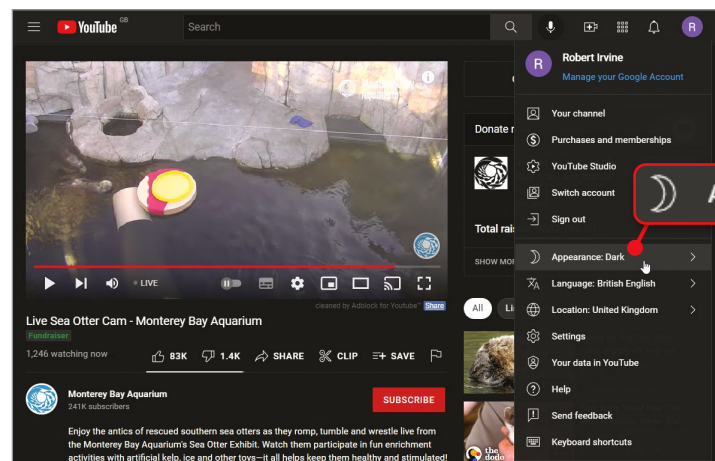 YouTube GB
Search
R
R
Robert Irvine
Manage your Google Account
Your channel
Purchases and memberships
YouTube Studio
Switch account
Sign out
Appearance: Dark
Language: British English
Location: United Kingdom
Settings
Your data in YouTube
Help
Send feedback
Keyboard shortcuts
Donate
Total rai
SHOW MOR
All
LIVE
cleaned by Adblock for Youtube™ Share
Live Sea Otter Cam - Monterey Bay Aquarium
Fundraiser
1,246 watching now
83K
1.4K
SHARE
CLIP
SAVE
Monterey Bay Aquarium
241K subscribers
SUBSCRIBE
Enjoy the antics of rescued southern sea otters as they romp, tumble and wrestle live from
the Monterey Bay Aquarium's Sea Otter Exhibit. Watch them participate in fun enrichment
activities with artificial kelp, ice and other toys—it all helps keep them healthy and stimulated!
the dodo